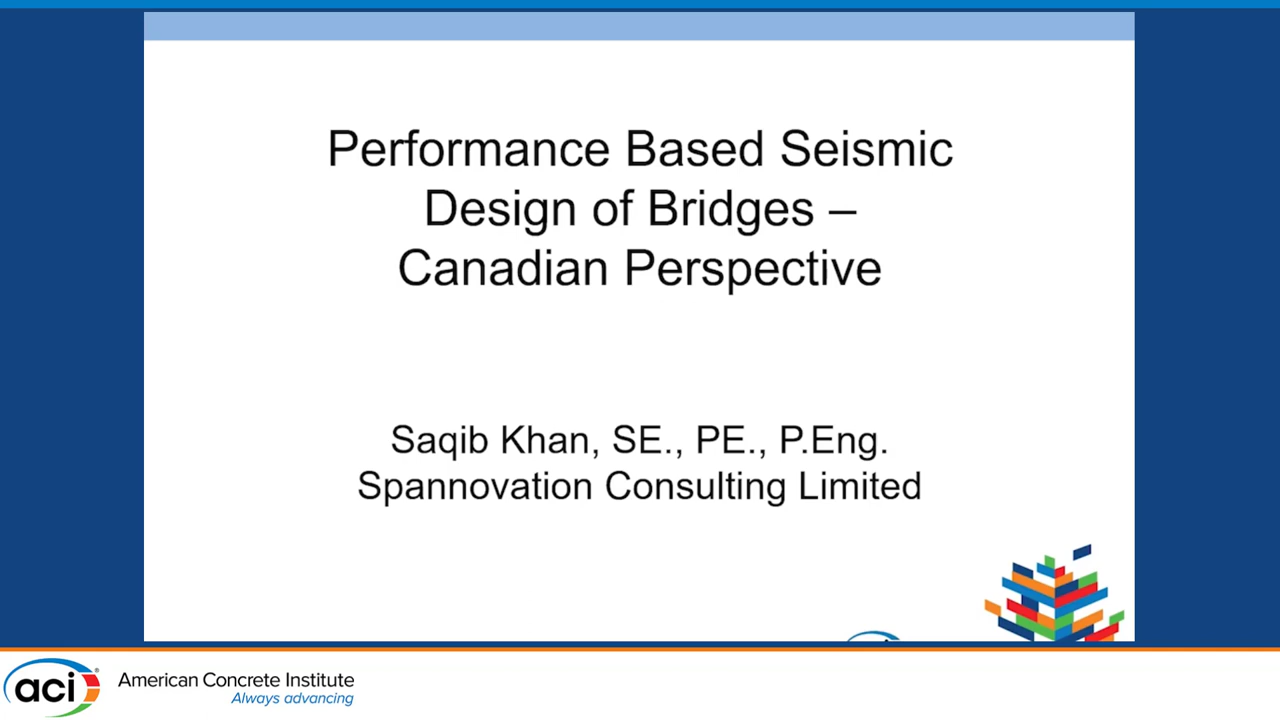 Performance Based Seismic
Design of Bridges –
Canadian Perspective
Saqib Khan, SE., PE., P.Eng.
Spannovation Consulting Limited
aci®
American Concrete Institute
Always advancing